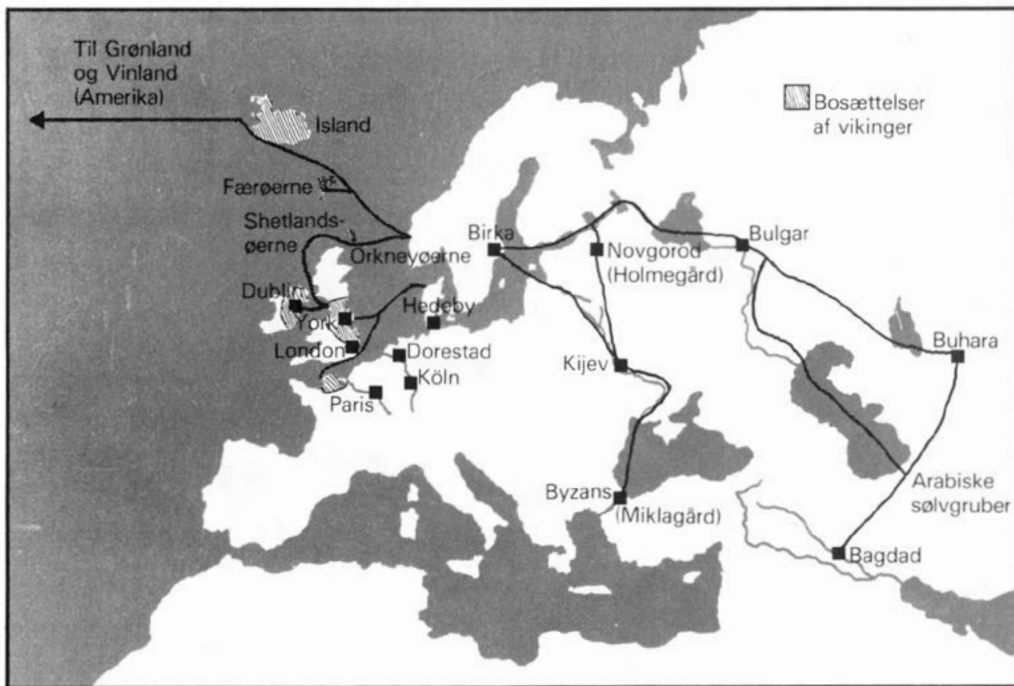 Til Grønland
og Vinland
(Amerika)
Island
Bosættelser
af vikinger
Færøerne
Shetlands-
øerne
Orkneyøerne
Birka
Novgorod
(Holmegård)
Bulgar
Dublin
York
Hedeby
London
Dorestad
Köln
Paris
Kijev
Buhara
Byzans
(Miklagård)
Arabiske
sølvgruber
Bagdad